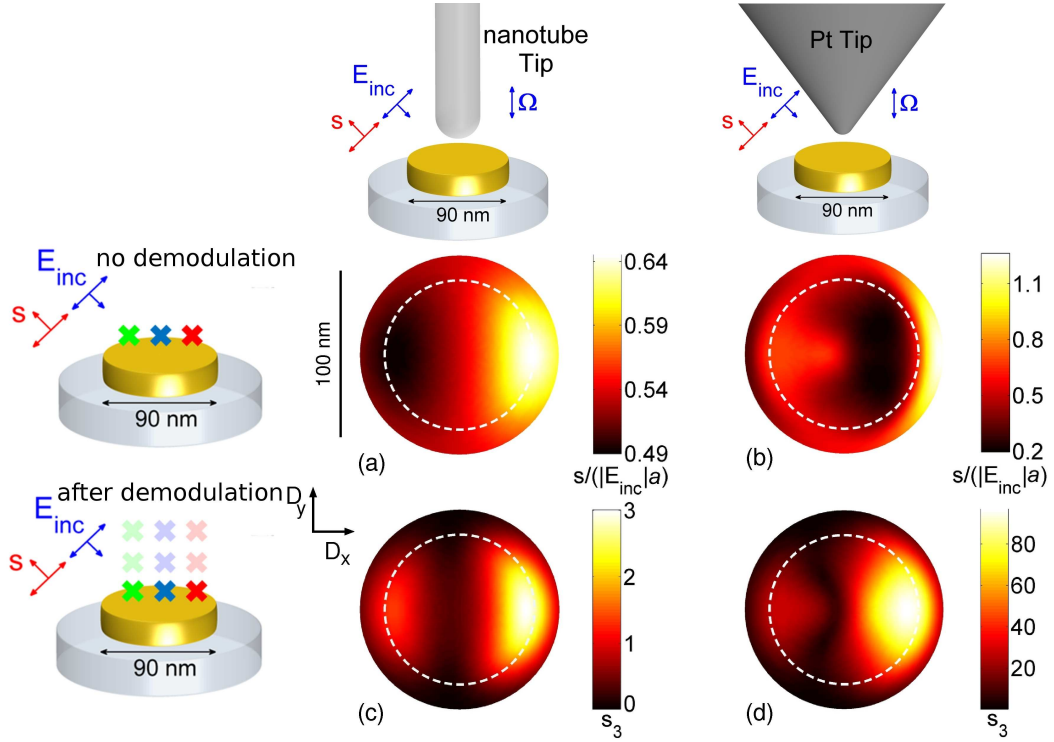 nanotube
Tip
E_inc
s
Ω
90 nm
Pt Tip
E_inc
s
Ω
90 nm
no demodulation
E_inc
s
90 nm
100 nm
(a)
0.64
0.59
0.54
0.49
s/(|E_inc|a)
(b)
1.1
0.8
0.5
0.2
s/(|E_inc|a)
after demodulation
E_inc
s
90 nm
D_y
D_x
(c)
3
2
1
0
s_3
(d)
80
60
40
20
s_3